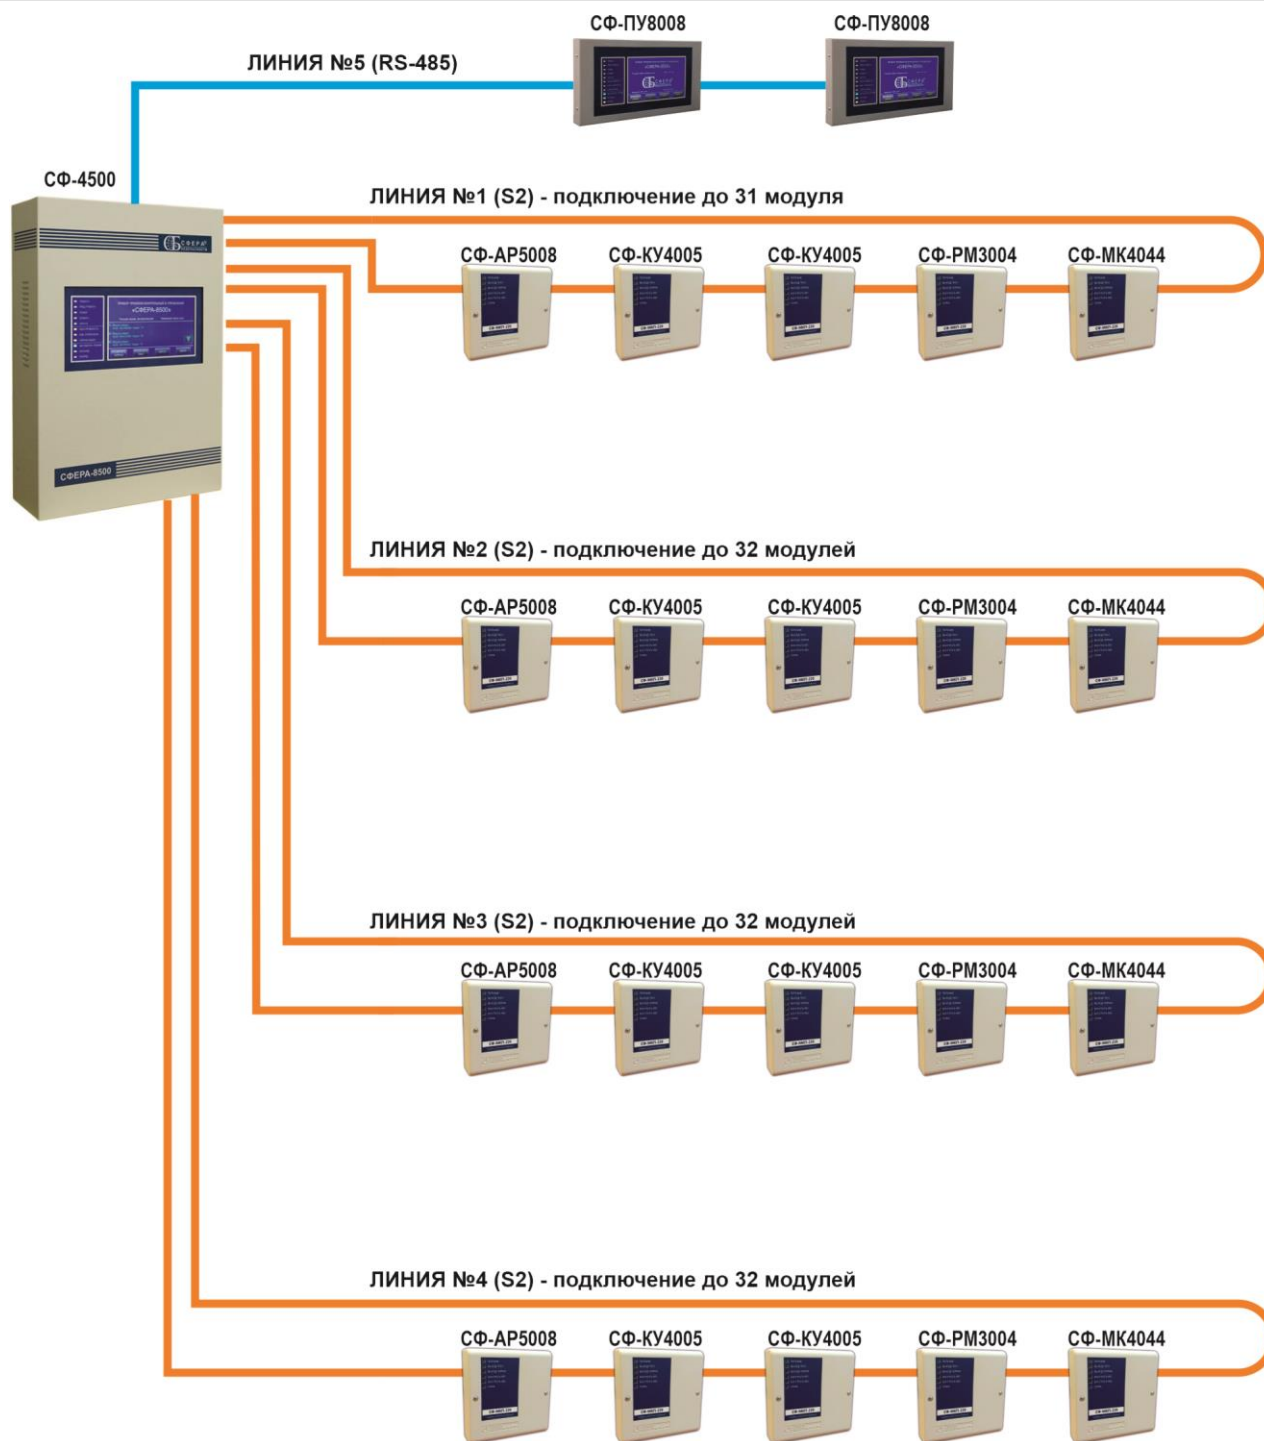 СФ-ПУ8008 СФ-ПУ8008
ЛИНИЯ №5 (RS-485)
СФ-4500
ЛИНИЯ №1 (S2) - подключение до 31 модуля
СФЕРА
«СФЕРА-8500»
СФЕРА-8500
СФ-АР5008 СФ-КУ4005 СФ-КУ4005 СФ-РМ3004 СФ-МК4044
ЛИНИЯ №2 (S2) - подключение до 32 модулей
СФ-АР5008 СФ-КУ4005 СФ-КУ4005 СФ-РМ3004 СФ-МК4044
ЛИНИЯ №3 (S2) - подключение до 32 модулей
СФ-АР5008 СФ-КУ4005 СФ-КУ4005 СФ-РМ3004 СФ-МК4044
ЛИНИЯ №4 (S2) - подключение до 32 модулей
СФ-АР5008 СФ-КУ4005 СФ-КУ4005 СФ-РМ3004 СФ-МК4044